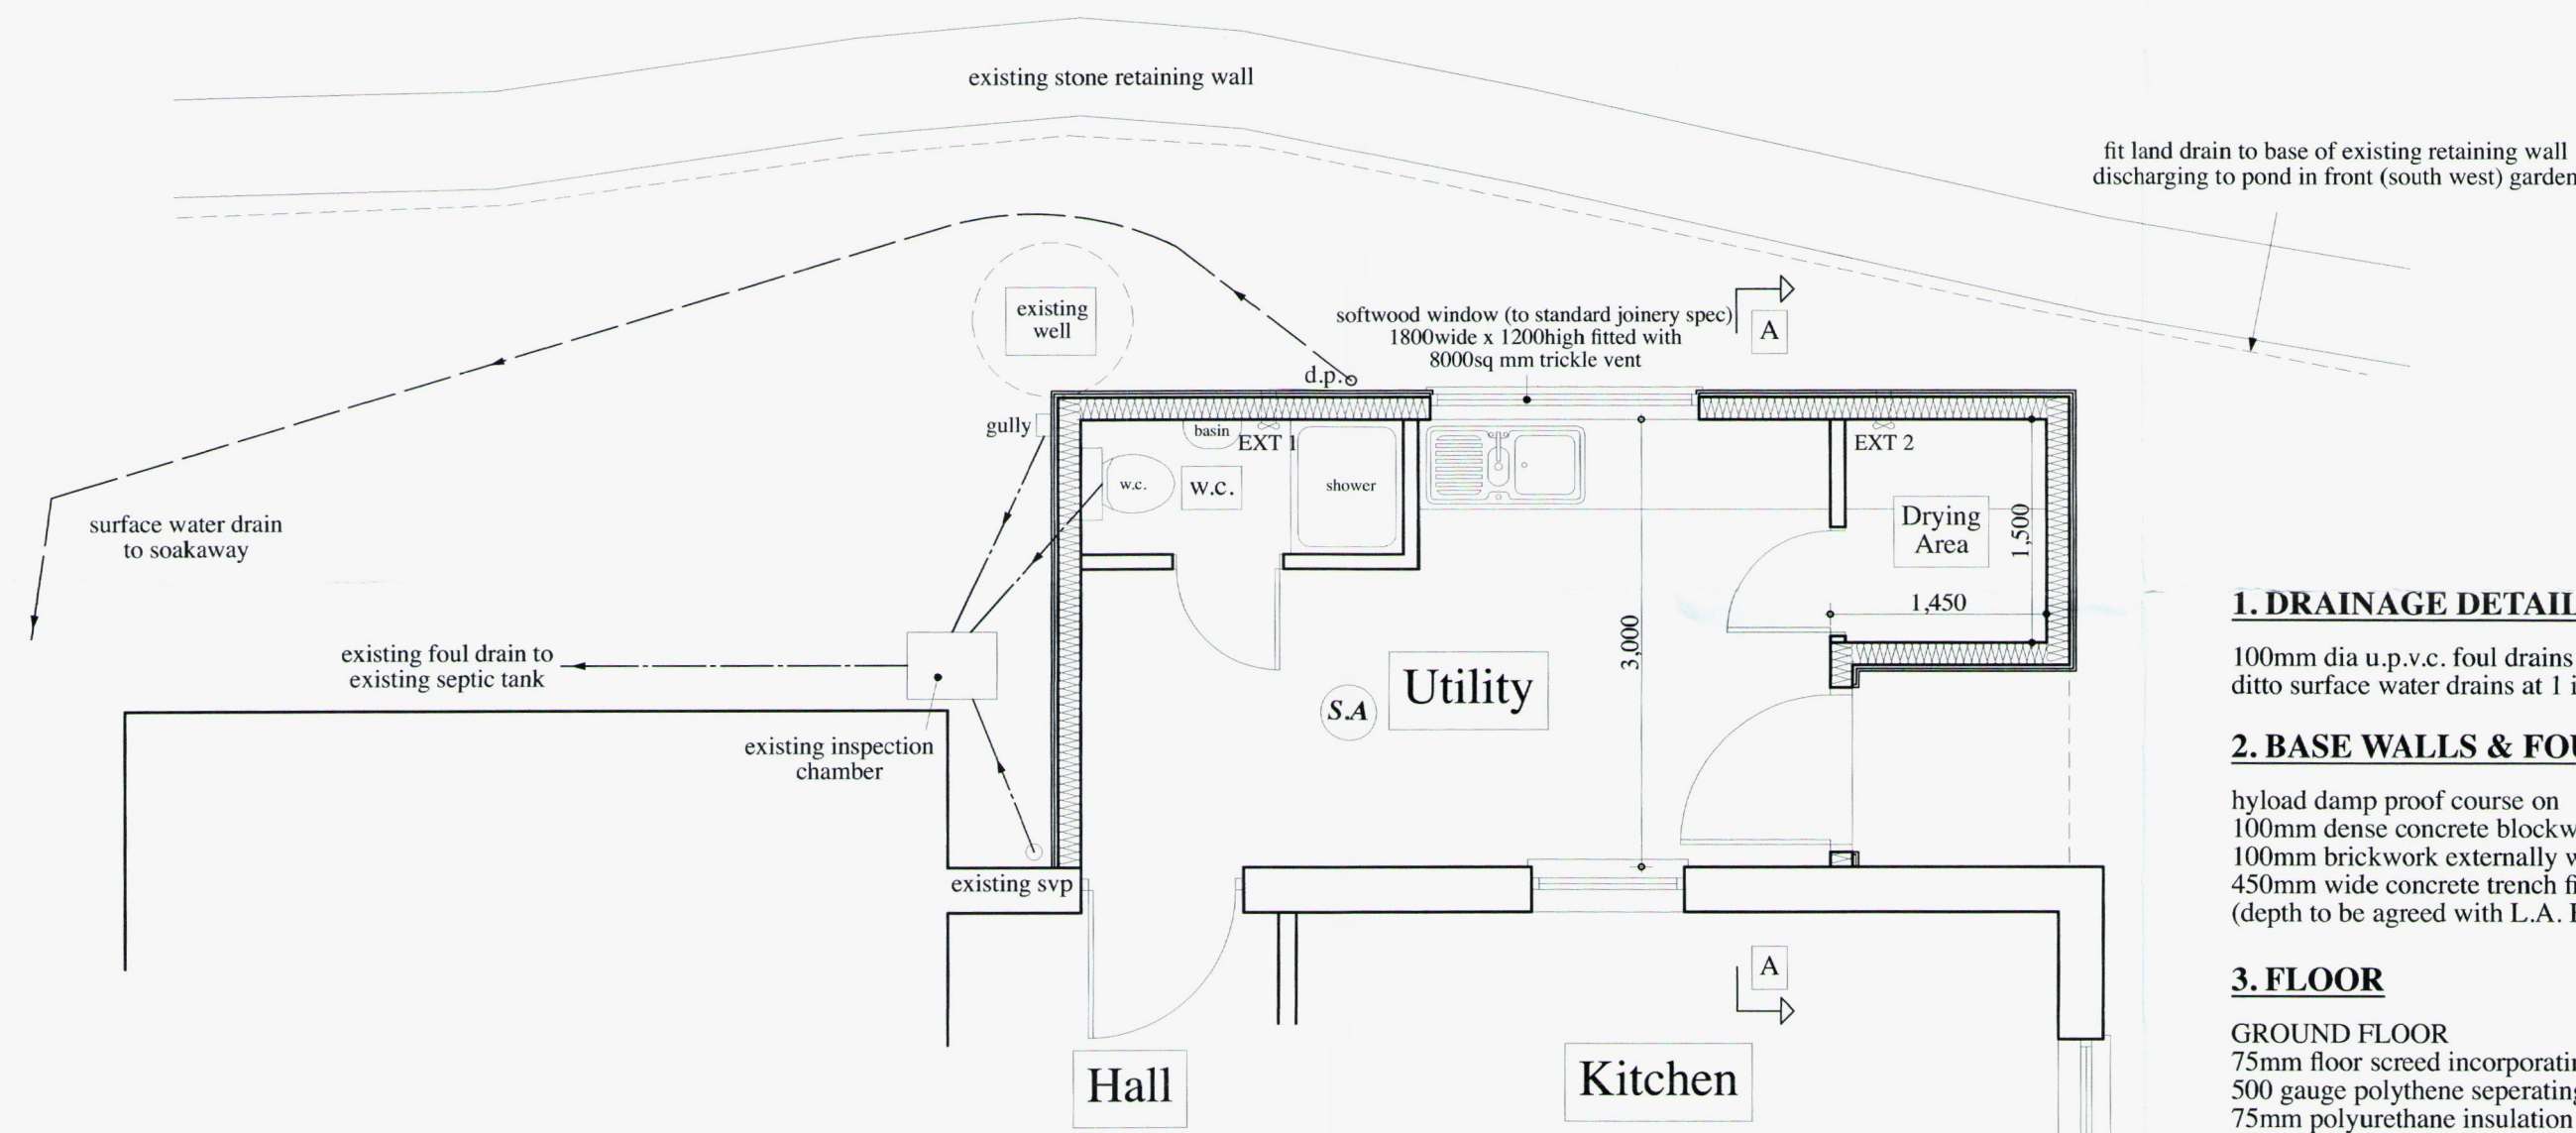 existing stone retaining wall
fit land drain to base of existing retaining wall
discharging to pond in front (south west) garden
existing
well
softwood window (to standard joinery spec)
1800wide x 1200high fitted with
8000sq mm trickle vent
A
d.p.
gully
basin
EXT 1
EXT 2
w.c.
w.c.
shower
surface water drain
to soakaway
Drying
Area
1,500
1,450
3,000
existing foul drain to
existing septic tank
Utility
S.A
existing inspection
chamber
existing svp
A
Hall
Kitchen
1. DRAINAGE DETAIL
100mm dia u.p.v.c. foul drains
ditto surface water drains at 1
2. BASE WALLS &
hyload damp proof course on
100mm dense concrete
100mm brickwork externally
450mm wide concrete trench
(depth to be agreed with L.A.
3. FLOOR
GROUND FLOOR
75mm floor screed
500 gauge polythene
75mm polyurethane insulation